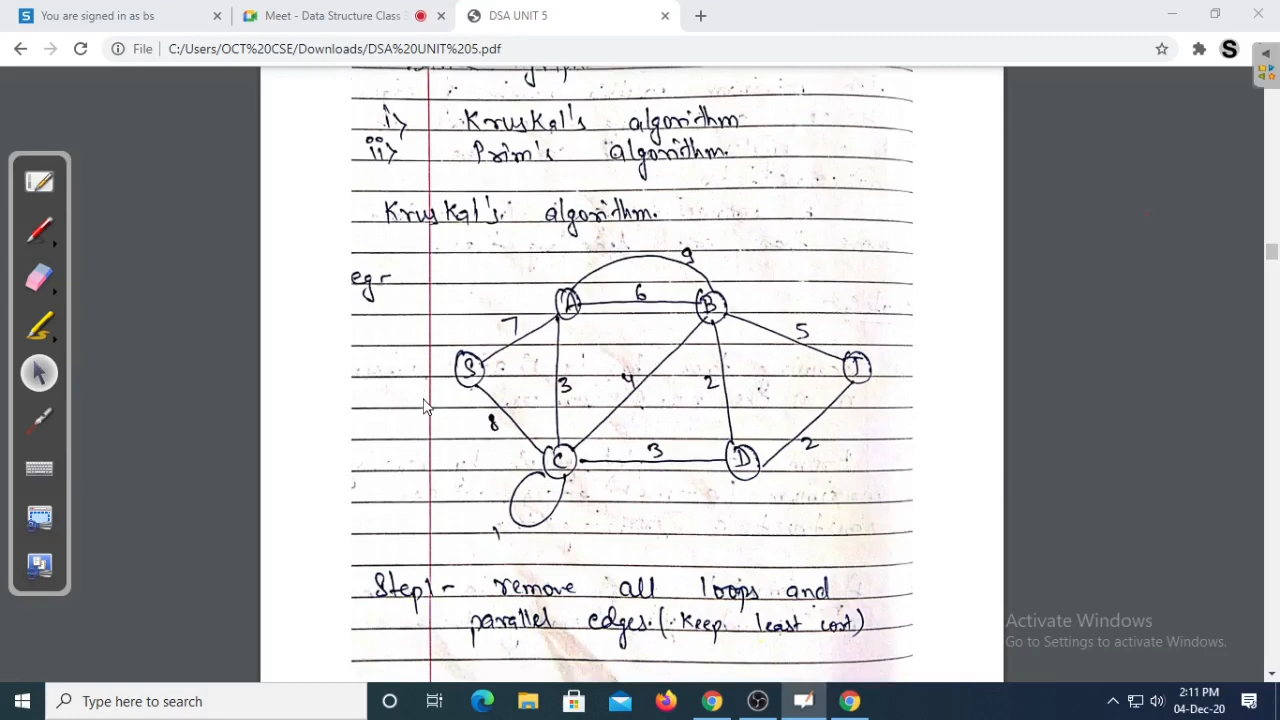 You are signed in as bs
Meet - Data Structure Class
DSA UNIT 5
File
C:/Users/OCT%20CSE/Downloads/DSA%20UNIT%205.pdf
i) Kruskal's algorithm
ii) Prim's algorithm.
Kruskal's algorithm.
eg-
9
A
6
B
7
5
S
3
4
2
T
8
3
2
C
D
1
Step1- remove all loops and
parallel edges. (Keep least cost)
Activate Windows
Go to Settings to activate Windows.
Type here to search
2:11 PM
04-Dec-20